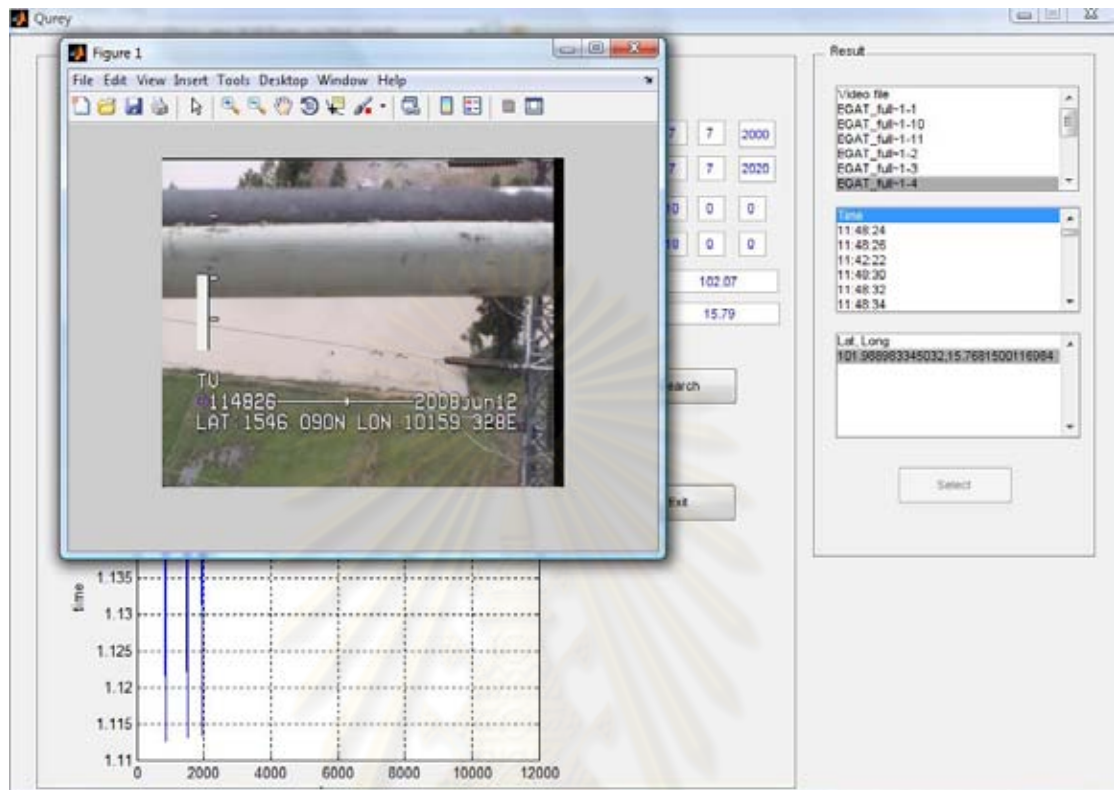 Qurey
Figure 1
File Edit View Insert Tools Desktop Window Help
TV
114826 2008Jun12
LAT 1546 090N LON 10159 328E
7 7 2000
7 7 2020
10 0 0
10 0 0
102.07
15.79
earch
Exit
time
1.135
1.13
1.125
1.12
1.115
1.11
0 2000 4000 6000 8000 10000 12000
Result
Video file
EGAT_full~1-1
EGAT_full~1-10
EGAT_full~1-11
EGAT_full~1-2
EGAT_full~1-3
EGAT_full~1-4
Time
11:48:24
11:48:26
11:42:22
11:48:30
11:48:32
11:48:34
Lat, Long
101.988983345032,15.7681500116984
Select